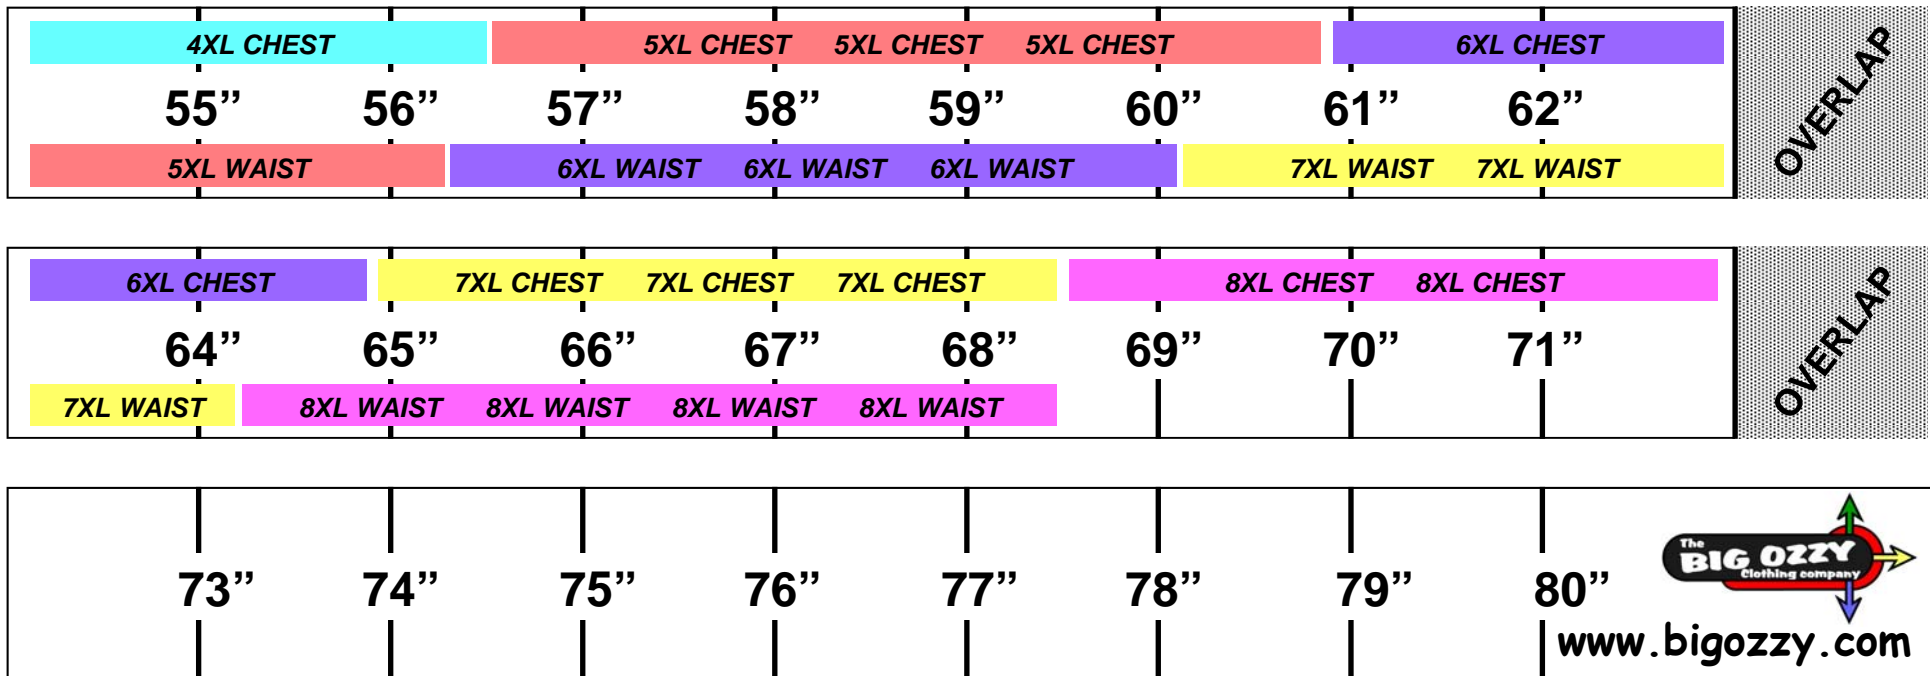 4XL CHEST 5XL CHEST 5XL CHEST 5XL CHEST 6XL CHEST
55” 56” 57” 58” 59” 60” 61” 62”
5XL WAIST 6XL WAIST 6XL WAIST 6XL WAIST 7XL WAIST 7XL WAIST
OVERLAP
6XL CHEST 7XL CHEST 7XL CHEST 7XL CHEST 8XL CHEST 8XL CHEST
64” 65” 66” 67” 68” 69” 70” 71”
7XL WAIST 8XL WAIST 8XL WAIST 8XL WAIST 8XL WAIST
OVERLAP
73” 74” 75” 76” 77” 78” 79” 80”
The
BIG OZZY
Clothing company
www.bigozzy.com